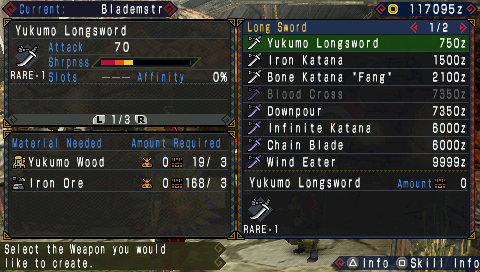 Current: Blademstr
117095z
Yukumo Longsword
Attack 70
Shrpnss
RARE-1 Slots --- Affinity 0%
L 1/3 R
Material Needed Amount Required
Yukumo Wood 0 19/ 3
Iron Ore 0 168/ 3
Select the Weapon you would
like to create.
Long Sword 1/2
Yukumo Longsword 750z
Iron Katana 1500z
Bone Katana "Fang" 2100z
Blood Cross 7350z
Downpour 7350z
Infinite Katana 6000z
Chain Blade 6000z
Wind Eater 9999z
Yukumo Longsword Amount 0
RARE-1
Info Skill Info